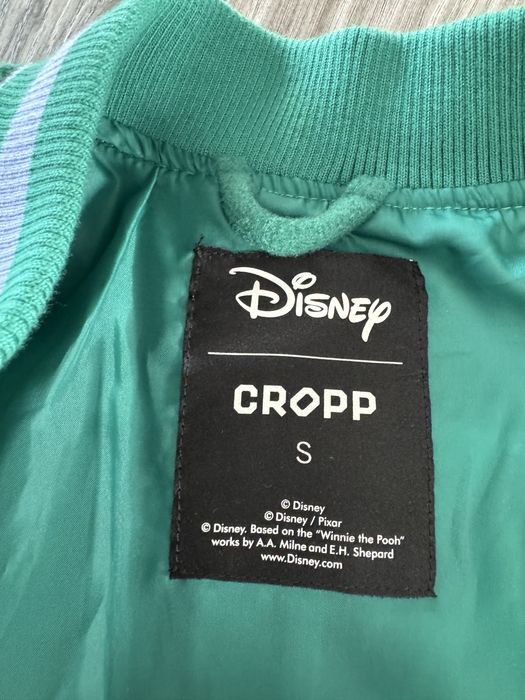 Disney
CROPP
S
© Disney
© Disney / Pixar
© Disney. Based on the "Winnie the Pooh"
works by A.A. Milne and E.H. Shepard
www.Disney.com